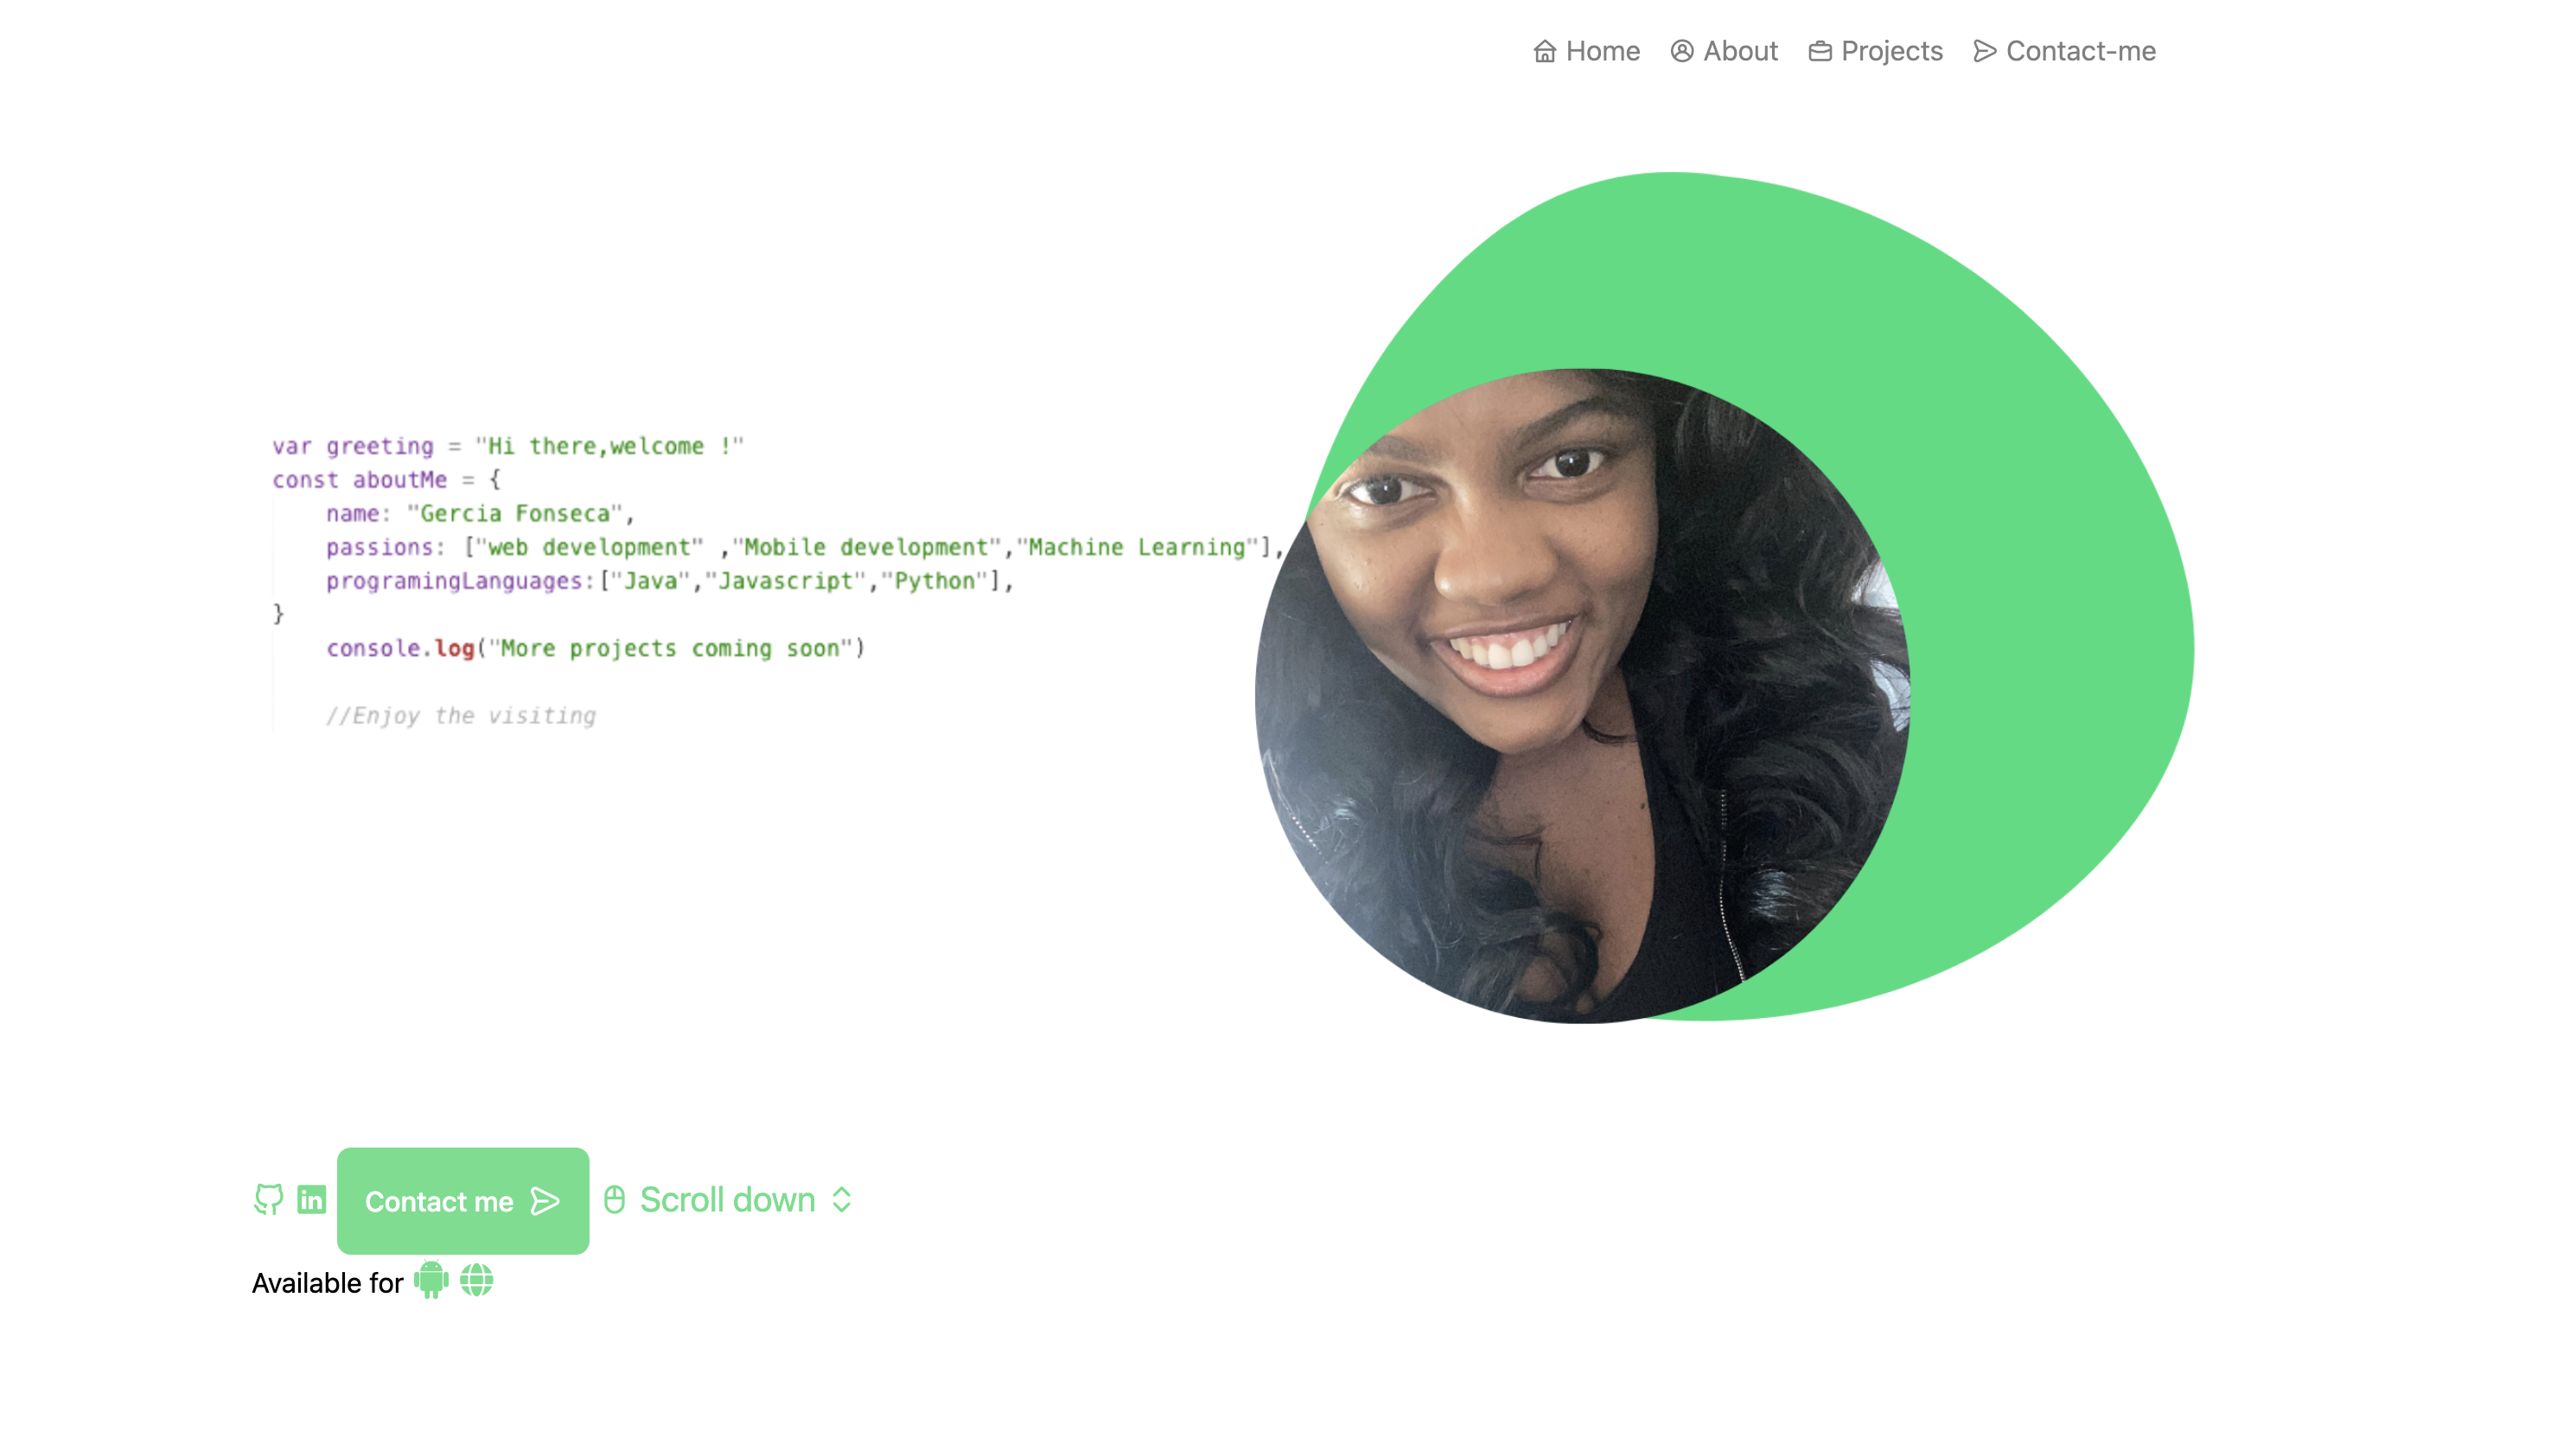 Home About Projects Contact-me
var greeting = "Hi there,welcome !"
const aboutMe = {
name: "Gercia Fonseca",
passions: ["web development" ,"Mobile development","Machine Learning"],
programingLanguages:["Java","Javascript","Python"],
}
console.log("More projects coming soon")
//Enjoy the visiting
in Contact me Scroll down
Available for